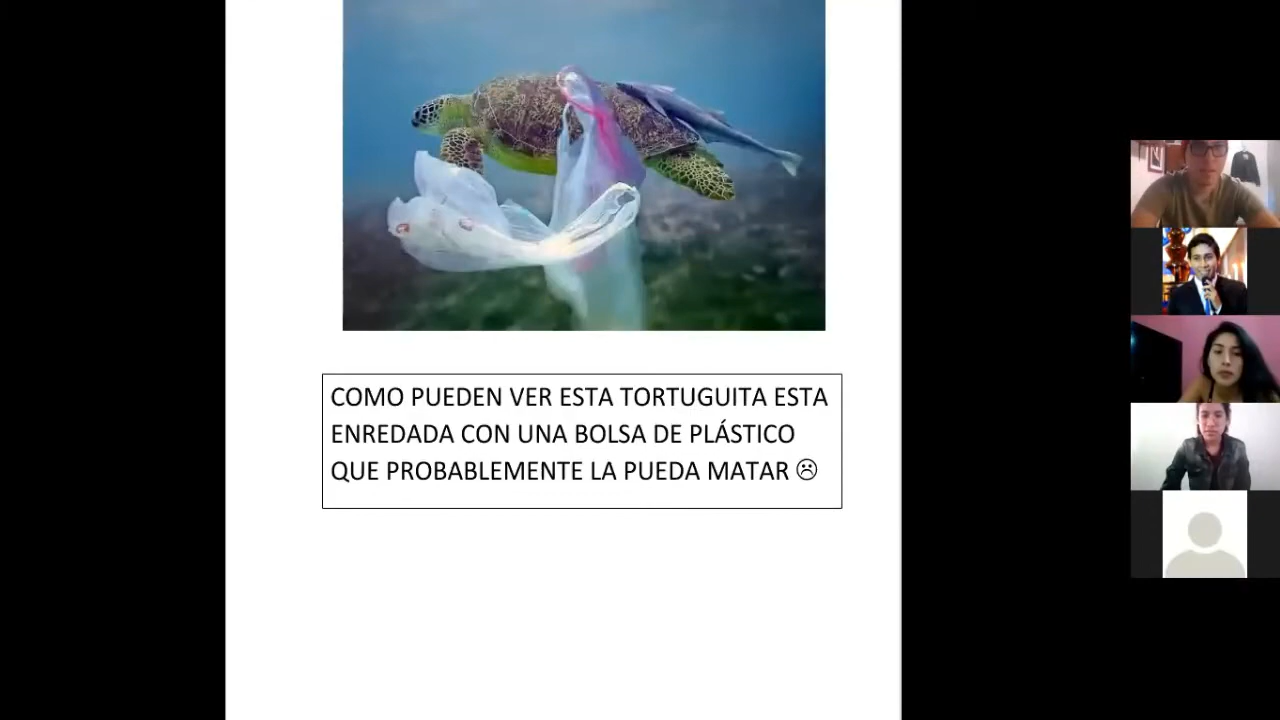 COMO PUEDEN VER ESTA TORTUGUITA ESTA
ENREDADA CON UNA BOLSA DE PLÁSTICO
QUE PROBABLEMENTE LA PUEDA MATAR ☹